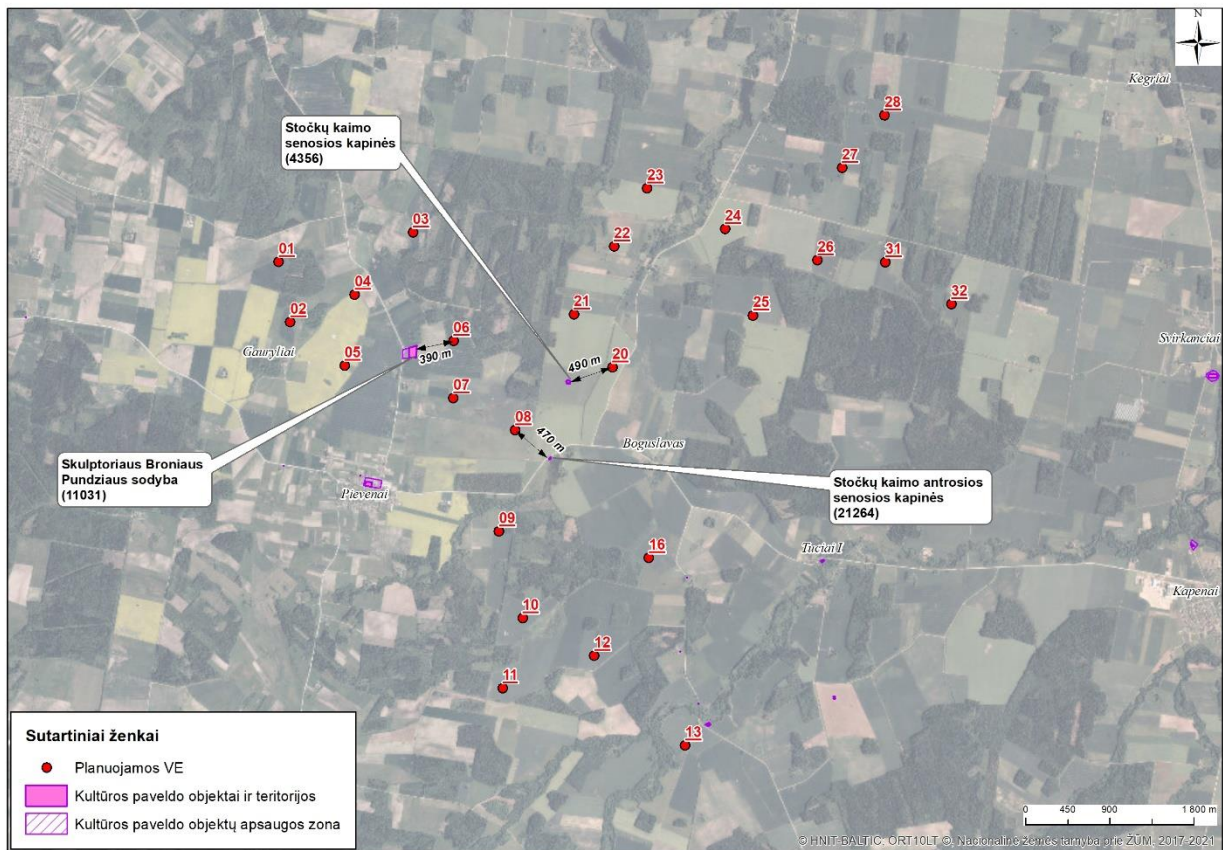 N
Kegriai
28
Stočkų kaimo
senosios kapinės
(4356)
27
23
03
24
22
01
26
31
04
32
21
25
02
06
Svirkančiai
Gauryliai
390 m
05
490 m
20
07
08
470 m
Boguslavas
Skulptoriaus Broniaus
Pundziaus sodyba
(11031)
Stočkų kaimo antrosios
senosios kapinės
(21264)
Pievėnai
09
16
Tučiai I
Kapėnai
10
12
11
13
Sutartiniai ženkai
Planuojamos VE
Kultūros paveldo objektai ir teritorijos
Kultūros paveldo objektų apsaugos zona
0 450 900 1 800 m
© HNIT-BALTIC, ORT10LT ©, Nacionalinė žemės tarnyba prie ŽŪM, 2017-2021